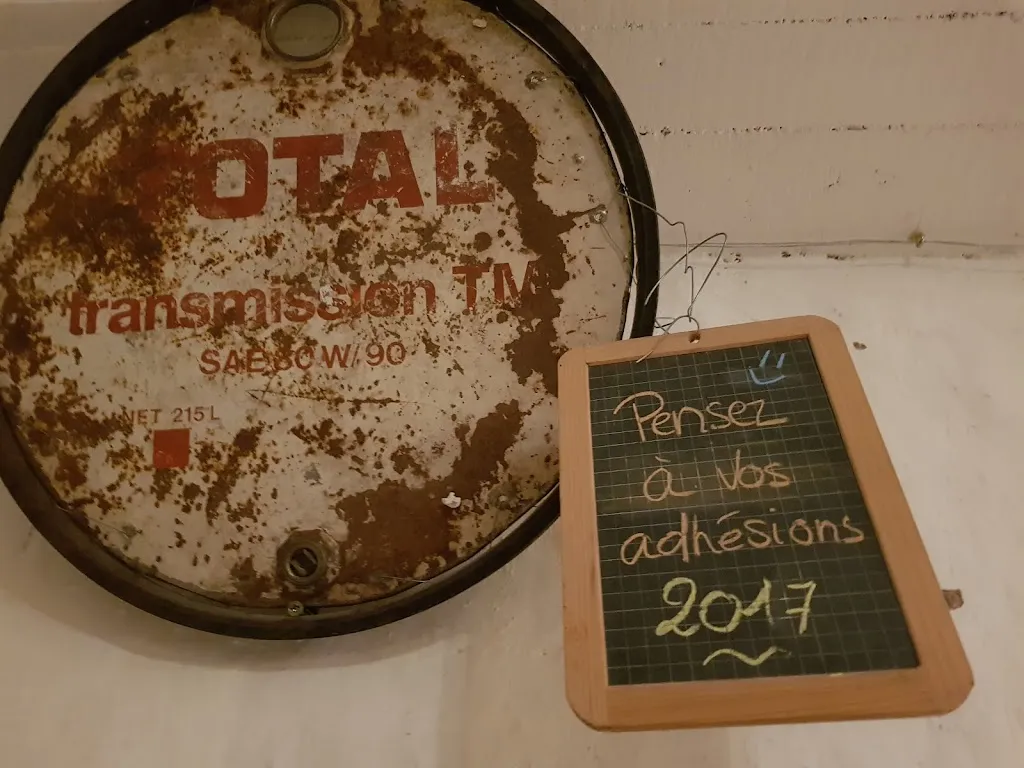 TOTAL
transmission TM
SAE 80 W/90
NET 215 L
Pensez
à vos
adhésions
2017